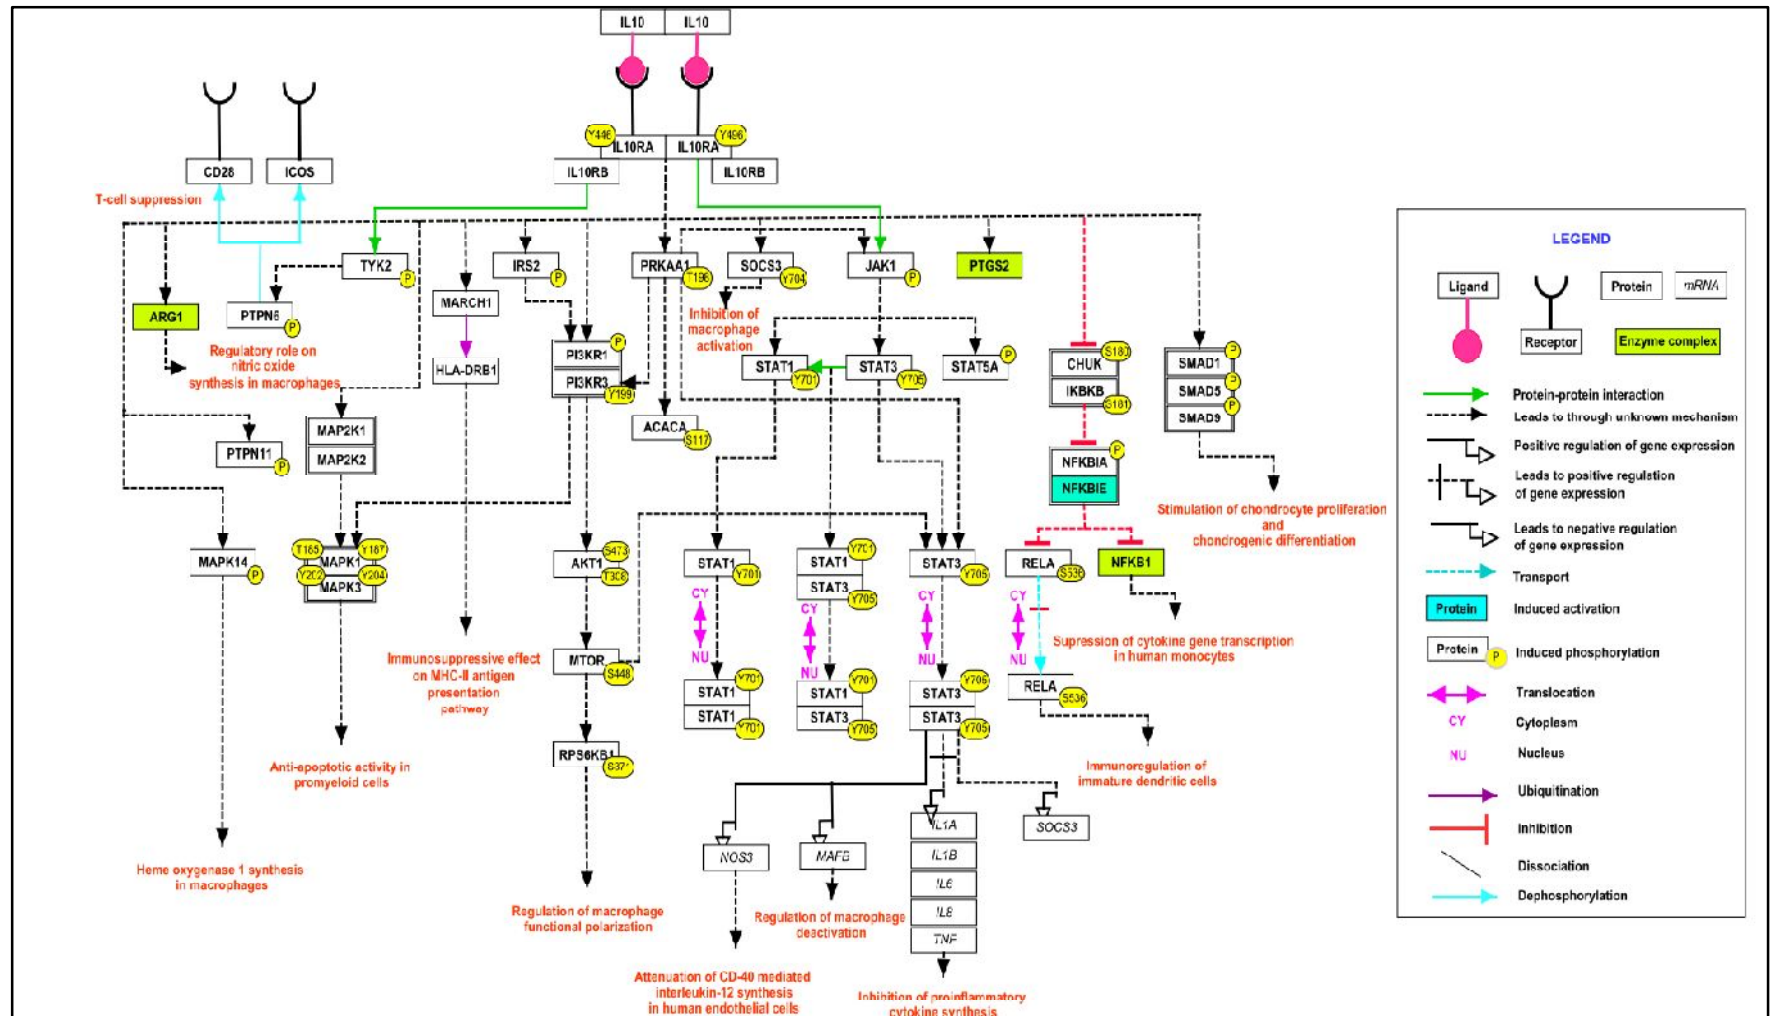 IL10 IL10
Y446 Y496
IL10RA IL10RA
IL10RB IL10RB
CD28 ICOS
T-cell suppression
TYK2 P
IRS2 P
PRKAA1 T196
SOCS3 Y704
JAK1 P
PTGS2
ARG1
PTPN6 P
MARCH1
Regulatory role on
nitric oxide
synthesis in macrophages
Inhibition of
macrophage
activation
HLA-DRB1
PI3KR1 P
PI3KR3 Y199
STAT1 Y701
STAT3 Y705
STAT5A P
CHUK S180
IKBKB S181
SMAD1 P
SMAD5 P
SMAD9 P
ACACA S117
MAP2K1
MAP2K2
PTPN11 P
NFKBIA P
NFKBIE
Stimulation of chondrocyte proliferation
and
chondrogenic differentiation
MAPK14 P
T185 Y187
MAPK1
Y202 Y204
MAPK3
AKT1 S473
T308
STAT1 Y701
STAT1 Y701
STAT3 Y705
STAT3 Y705
RELA S536
NFKB1
CY CY CY CY
NU NU NU NU
Supression of cytokine gene transcription
in human monocytes
Immunosuppressive effect
on MHC-II antigen
presentation
pathway
MTOR S448
STAT1 Y701
STAT1 Y701
STAT1 Y701
STAT3 Y705
STAT3 Y705
STAT3 Y705
RELA S536
RPS6KB1 S371
Anti-apoptotic activity in
promyeloid cells
Immunoregulation of
immature dendritic cells
NOS3
MAFB
IL1A
IL1B
IL6
IL8
TNF
SOCS3
Heme oxygenase 1 synthesis
in macrophages
Regulation of macrophage
functional polarization
Regulation of macrophage
deactivation
Attenuation of CD-40 mediated
interleukin-12 synthesis
in human endothelial cells
Inhibition of proinflammatory
cytokine synthesis
LEGEND
Ligand
Receptor
Protein
mRNA
Enzyme complex
Protein-protein interaction
Leads to through unknown mechanism
Positive regulation of gene expression
Leads to positive regulation
of gene expression
Leads to negative regulation
of gene expression
Transport
Protein Induced activation
Protein P Induced phosphorylation
Translocation
CY Cytoplasm
NU Nucleus
Ubiquitination
Inhibition
Dissociation
Dephosphorylation